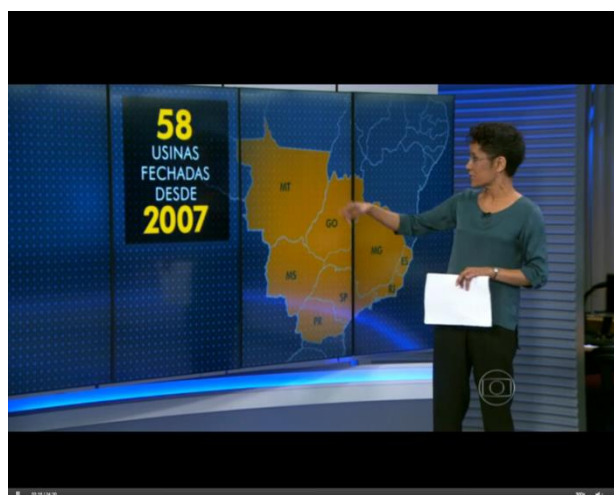 58
USINAS
FECHADAS
DESDE
2007
MT
GO
MG
ES
MS
SP
RJ
PR